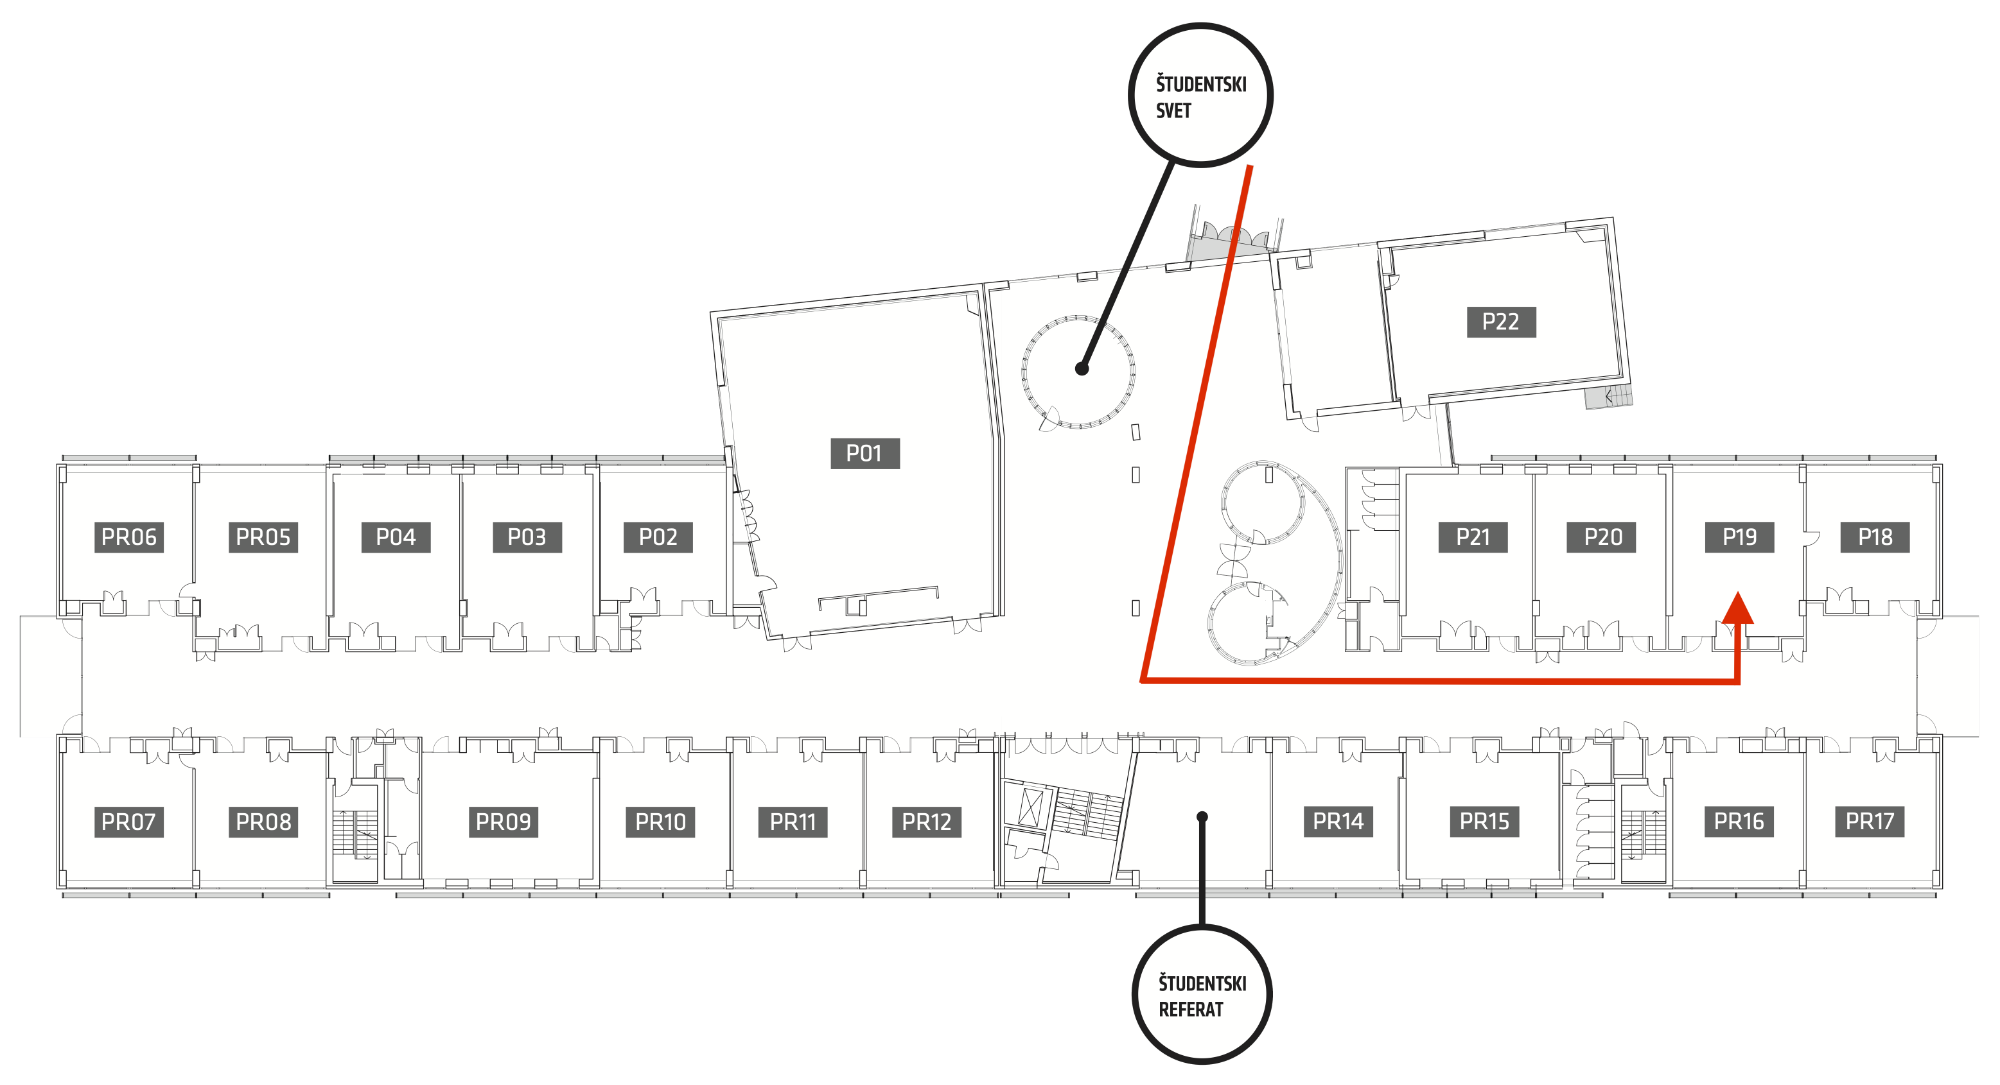 ŠTUDENTSKI
SVET
P22
P01
PR06
PR05
P04
P03
P02
P21
P20
P19
P18
PR07
PR08
PR09
PR10
PR11
PR12
PR14
PR15
PR16
PR17
ŠTUDENTSKI
REFERAT